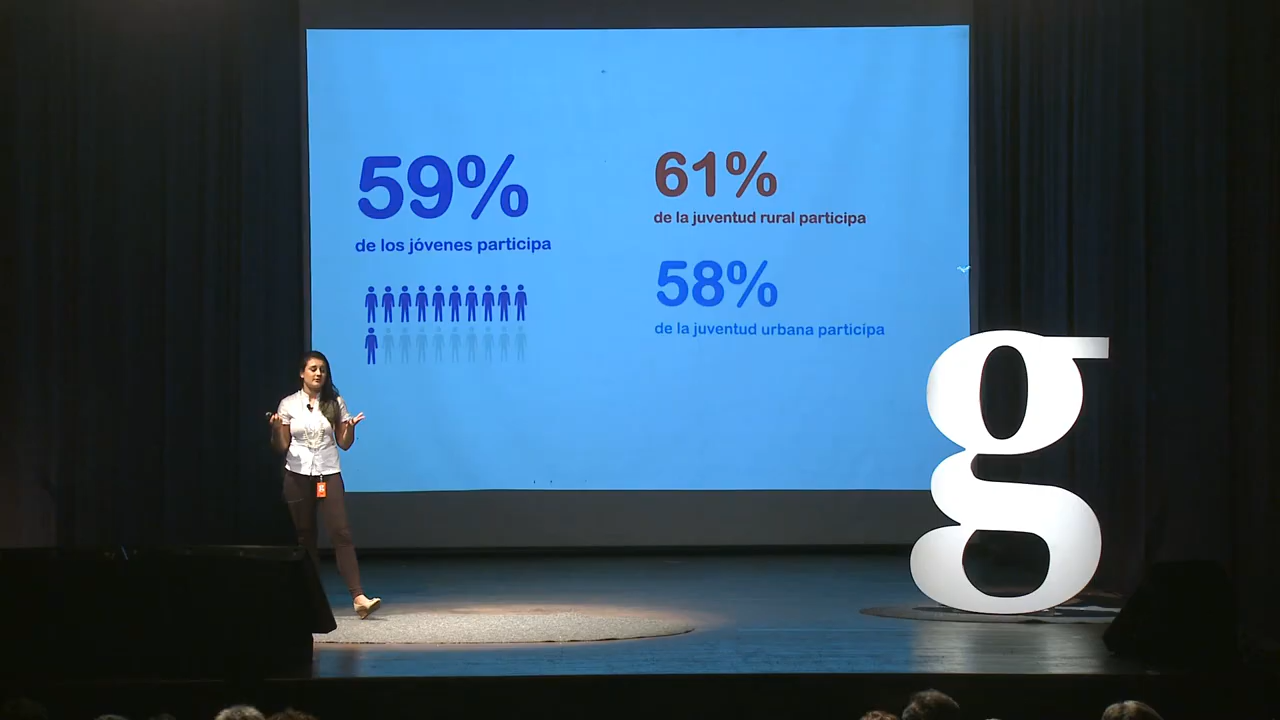 59%
de los jóvenes participa
61%
de la juventud rural participa
58%
de la juventud urbana participa
g